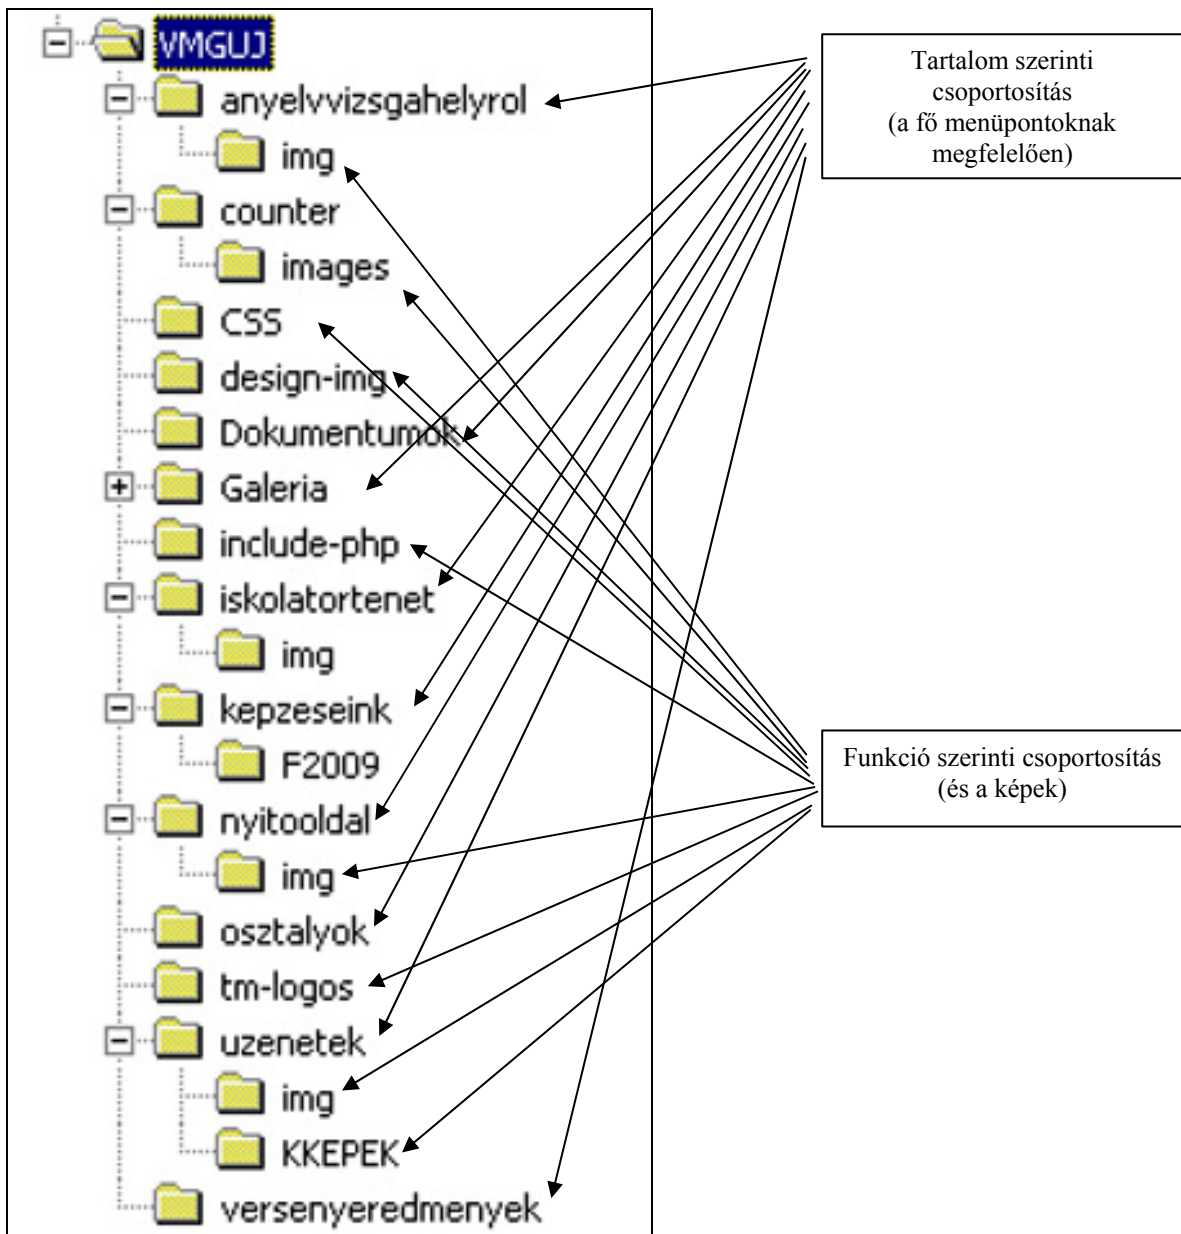 VMGUJ
anyelvvizsgahelyrol
img
counter
images
CSS
design-img
Dokumentumok
Galeria
include-php
iskolatortenet
img
kepzeseink
F2009
nyitooldal
img
osztalyok
tm-logos
uzenetek
img
KKEPEK
versenyeredmenyek
Tartalom szerinti
csoportosítás
(a fő menüpontoknak
megfelelően)
Funkció szerinti csoportosítás
(és a képek)